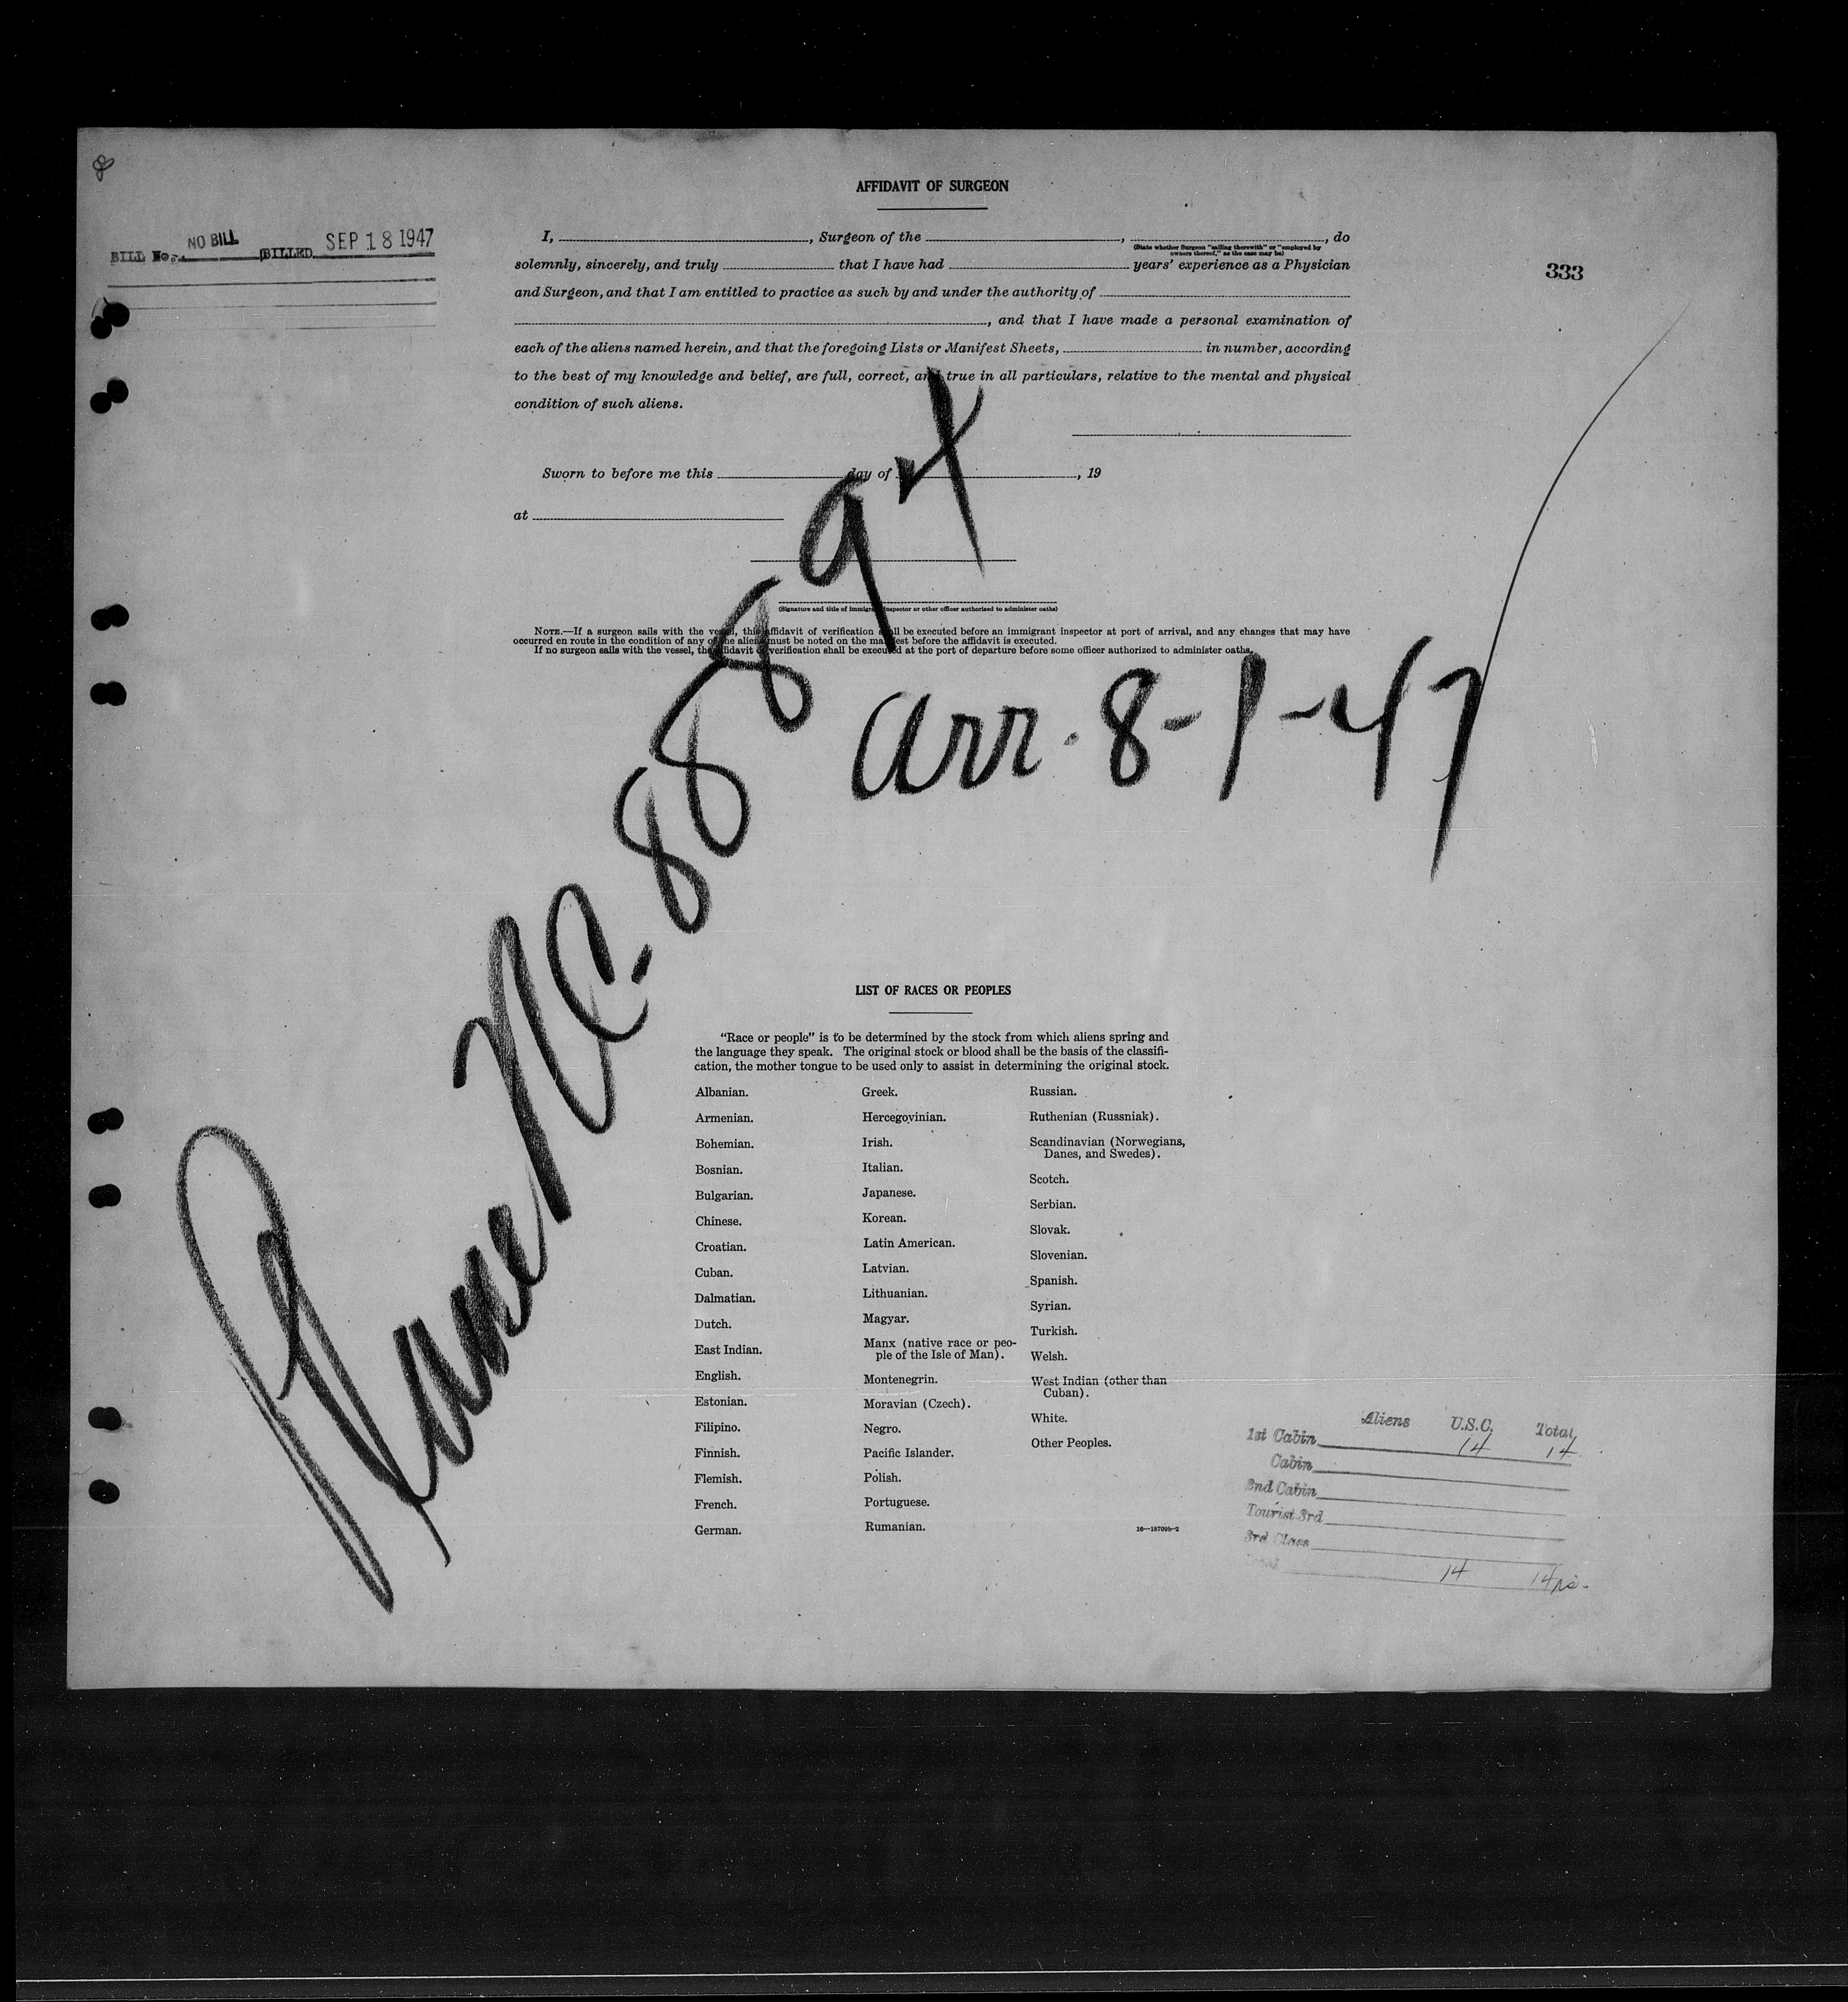 8
AFFIDAVIT OF SURGEON
BILL No. NO BILL BILLED SEP 18 1947
333
I, , Surgeon of the , , do
(State whether Surgeon "sailing therewith" or "employed by
owners thereof," as the case may be)
solemnly, sincerely, and truly that I have had years' experience as a Physician
and Surgeon, and that I am entitled to practice as such by and under the authority of
, and that I have made a personal examination of
each of the aliens named herein, and that the foregoing Lists or Manifest Sheets, in number, according
to the best of my knowledge and belief, are full, correct, and true in all particulars, relative to the mental and physical
condition of such aliens.
Sworn to before me this day of , 19
at
(Signature and title of immigrant inspector or other officer authorized to administer oaths)
NOTE.—If a surgeon sails with the vessel, this affidavit of verification shall be executed before an immigrant inspector at port of arrival, and any changes that may have
occurred en route in the condition of any of the aliens must be noted on the manifest before the affidavit is executed.
If no surgeon sails with the vessel, the affidavit of verification shall be executed at the port of departure before some officer authorized to administer oaths.
Plane NC-88894
arr. 8-1-47
LIST OF RACES OR PEOPLES
"Race or people" is to be determined by the stock from which aliens spring and
the language they speak. The original stock or blood shall be the basis of the classifi-
cation, the mother tongue to be used only to assist in determining the original stock.
Albanian.
Armenian.
Bohemian.
Bosnian.
Bulgarian.
Chinese.
Croatian.
Cuban.
Dalmatian.
Dutch.
East Indian.
English.
Estonian.
Filipino.
Finnish.
Flemish.
French.
German.
Greek.
Hercegovinian.
Irish.
Italian.
Japanese.
Korean.
Latin American.
Latvian.
Lithuanian.
Magyar.
Manx (native race or peo-
ple of the Isle of Man).
Montenegrin.
Moravian (Czech).
Negro.
Pacific Islander.
Polish.
Portuguese.
Rumanian.
Russian.
Ruthenian (Russniak).
Scandinavian (Norwegians,
Danes, and Swedes).
Scotch.
Serbian.
Slovak.
Slovenian.
Spanish.
Syrian.
Turkish.
Welsh.
West Indian (other than
Cuban).
White.
Other Peoples.
16—18709b-2
Aliens U.S.C. Total
1st Cabin 14 14
Cabin
2nd Cabin
Tourist 3rd
3rd Class
Total 14 14